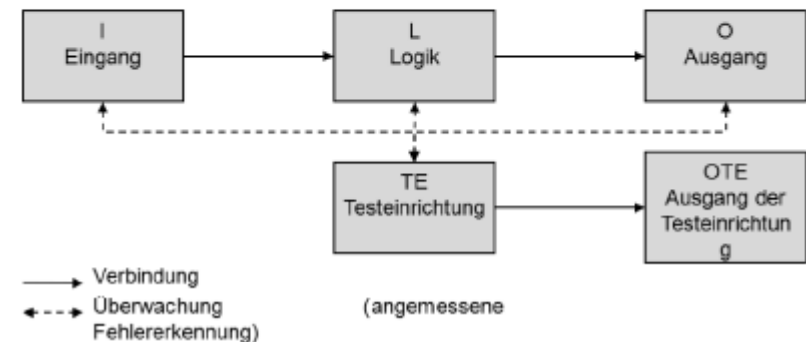 I
Eingang
L
Logik
O
Ausgang
TE
Testeinrichtung
OTE
Ausgang der
Testeinrichtun
g
Verbindung
Überwachung (angemessene
Fehlererkennung)